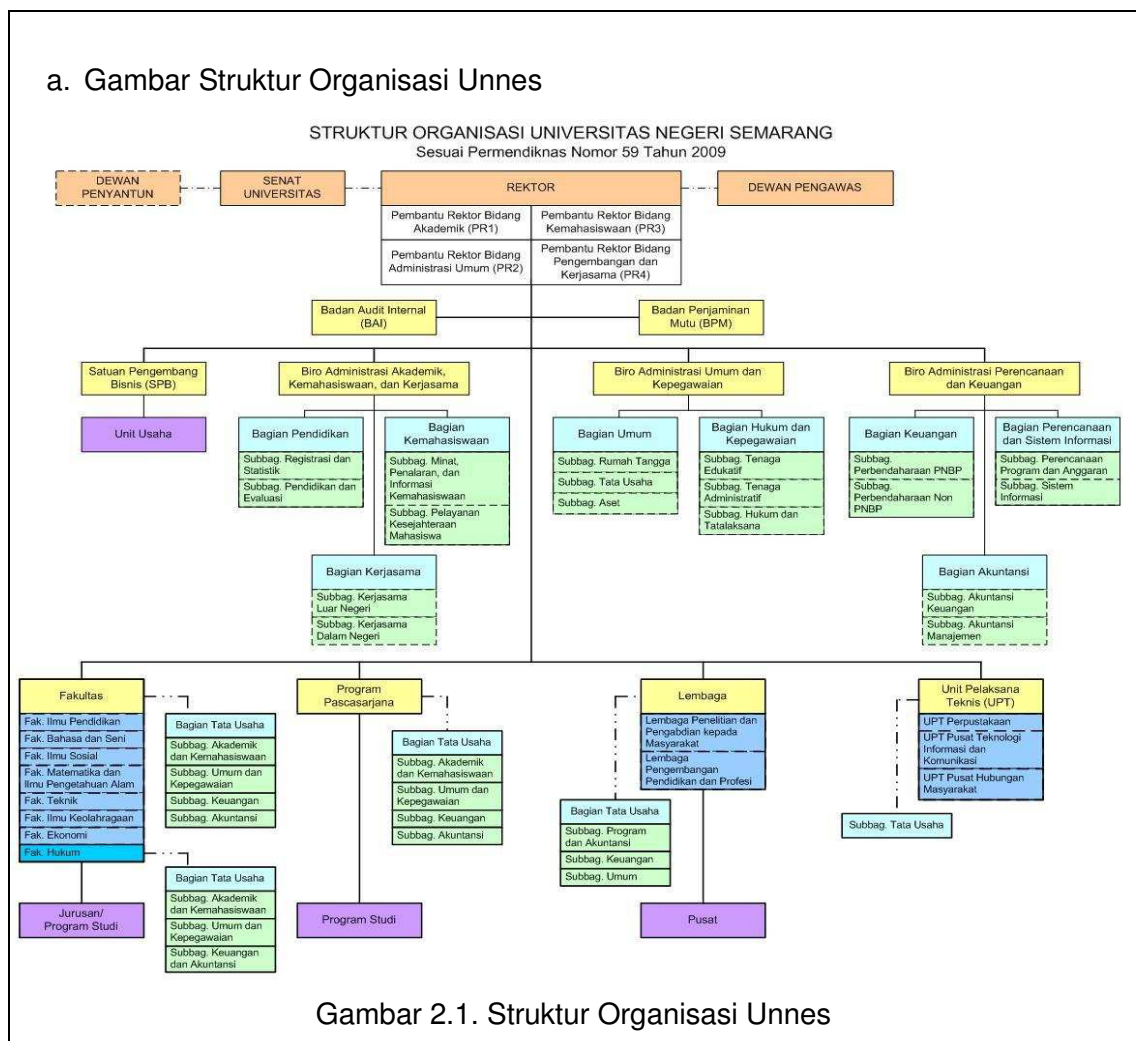 a. Gambar Struktur Organisasi Unnes
STRUKTUR ORGANISASI UNIVERSITAS NEGERI SEMARANG
Sesuai Permendiknas Nomor 59 Tahun 2009
DEWAN
PENYANTUN
SENAT
UNIVERSITAS
REKTOR
DEWAN PENGAWAS
Pembantu Rektor Bidang
Akademik (PR1)
Pembantu Rektor Bidang
Kemahasiswaan (PR3)
Pembantu Rektor Bidang
Administrasi Umum (PR2)
Pembantu Rektor Bidang
Pengembangan dan
Kerjasama (PR4)
Badan Audit Internal
(BAI)
Badan Penjaminan
Mutu (BPM)
Satuan Pengembang
Bisnis (SPB)
Biro Administrasi Akademik,
Kemahasiswaan, dan Kerjasama
Biro Administrasi Umum dan
Kepegawaian
Biro Administrasi Perencanaan
dan Keuangan
Unit Usaha
Bagian Pendidikan
Subbag. Registrasi dan
Statistik
Subbag. Pendidikan dan
Evaluasi
Bagian
Kemahasiswaan
Subbag. Minat,
Penalaran, dan
Informasi
Kemahasiswaan
Subbag. Pelayanan
Kesejahteraan
Mahasiswa
Bagian Umum
Subbag. Rumah Tangga
Subbag. Tata Usaha
Subbag. Aset
Bagian Hukum dan
Kepegawaian
Subbag. Tenaga
Edukatif
Subbag. Tenaga
Administratif
Subbag. Hukum dan
Tatalaksana
Bagian Keuangan
Subbag.
Perbendaharaan PNBP
Subbag.
Perbendaharaan Non
PNBP
Bagian Perencanaan
dan Sistem Informasi
Subbag. Perencanaan
Program dan Anggaran
Subbag. Sistem
Informasi
Bagian Kerjasama
Subbag. Kerjasama
Luar Negeri
Subbag. Kerjasama
Dalam Negeri
Bagian Akuntansi
Subbag. Akuntansi
Keuangan
Subbag. Akuntansi
Manajemen
Fakultas
Fak. Ilmu Pendidikan
Fak. Bahasa dan Seni
Fak. Ilmu Sosial
Fak. Matematika dan
Ilmu Pengetahuan Alam
Fak. Teknik
Fak. Ilmu Keolahragaan
Fak. Ekonomi
Fak. Hukum
Bagian Tata Usaha
Subbag. Akademik
dan Kemahasiswaan
Subbag. Umum dan
Kepegawaian
Subbag. Keuangan
Subbag. Akuntansi
Bagian Tata Usaha
Subbag. Akademik
dan Kemahasiswaan
Subbag. Umum dan
Kepegawaian
Subbag. Keuangan
dan Akuntansi
Jurusan/
Program Studi
Program
Pascasarjana
Bagian Tata Usaha
Subbag. Akademik
dan Kemahasiswaan
Subbag. Umum dan
Kepegawaian
Subbag. Keuangan
Subbag. Akuntansi
Program Studi
Lembaga
Lembaga Penelitian dan
Pengabdian kepada
Masyarakat
Lembaga
Pengembangan
Pendidikan dan Profesi
Bagian Tata Usaha
Subbag. Program
dan Akuntansi
Subbag. Keuangan
Subbag. Umum
Pusat
Unit Pelaksana
Teknis (UPT)
UPT Perpustakaan
UPT Pusat Teknologi
Informasi dan
Komunikasi
UPT Pusat Hubungan
Masyarakat
Subbag. Tata Usaha
Gambar 2.1. Struktur Organisasi Unnes